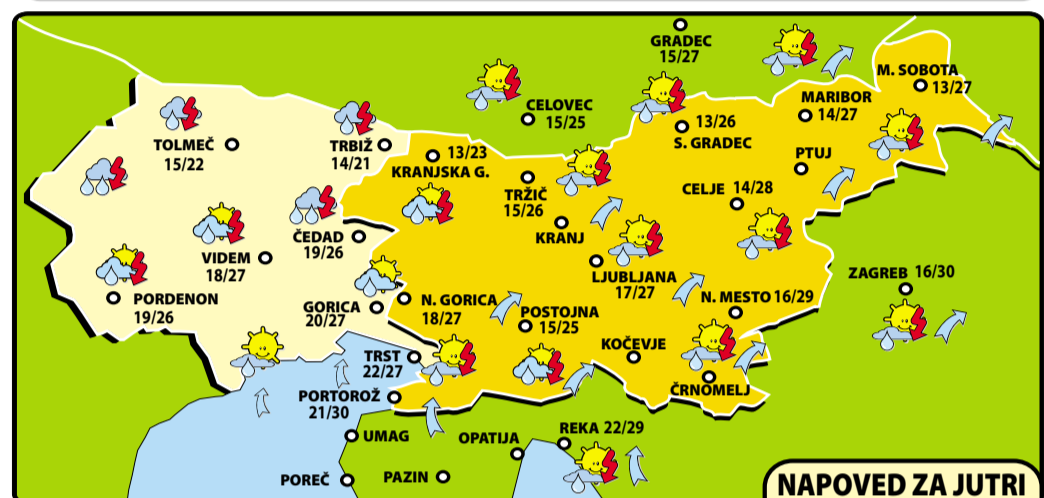 GRADEC
15/27
M. SOBOTA
13/27
CELOVEC
15/25
MARIBOR
14/27
13/26
S. GRADEC
TOLMEČ
15/22
TRBIŽ
14/21
13/23
KRANJSKA G.
PTUJ
TRŽIČ
15/26
CELJE 14/28
KRANJ
ČEDAD
19/26
VIDEM
18/27
LJUBLJANA
17/27
ZAGREB 16/30
PORDENON
19/26
GORICA
20/27
N. GORICA
18/27
POSTOJNA
15/25
N. MESTO 16/29
KOČEVJE
TRST
22/27
ČRNOMELJ
PORTOROŽ
21/30
UMAG
OPATIJA
REKA 22/29
POREČ
PAZIN
NAPOVED ZA JUTRI